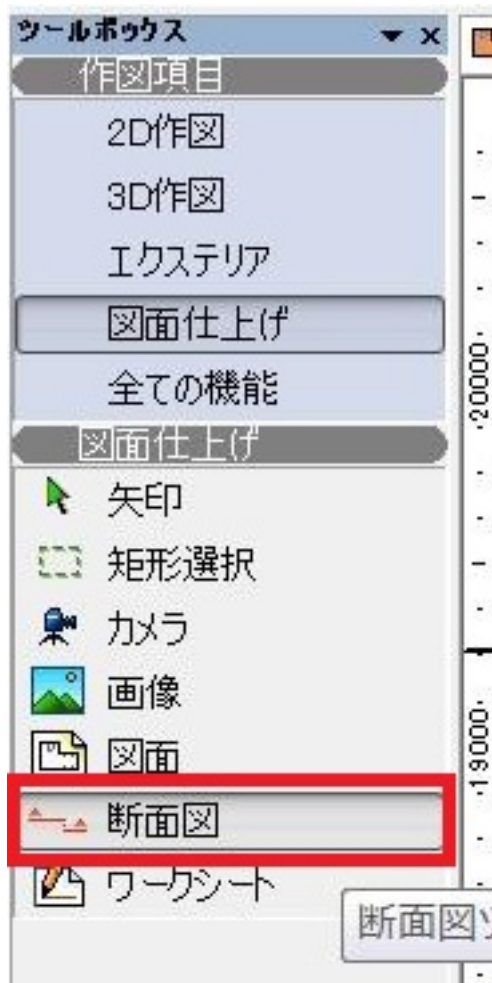 ツールボックス
作図項目
2D作図
3D作図
エクステリア
図面仕上げ
全ての機能
図面仕上げ
矢印
矩形選択
カメラ
画像
図面
断面図
ワークシート
断面図ツ
-20000-
-19000-